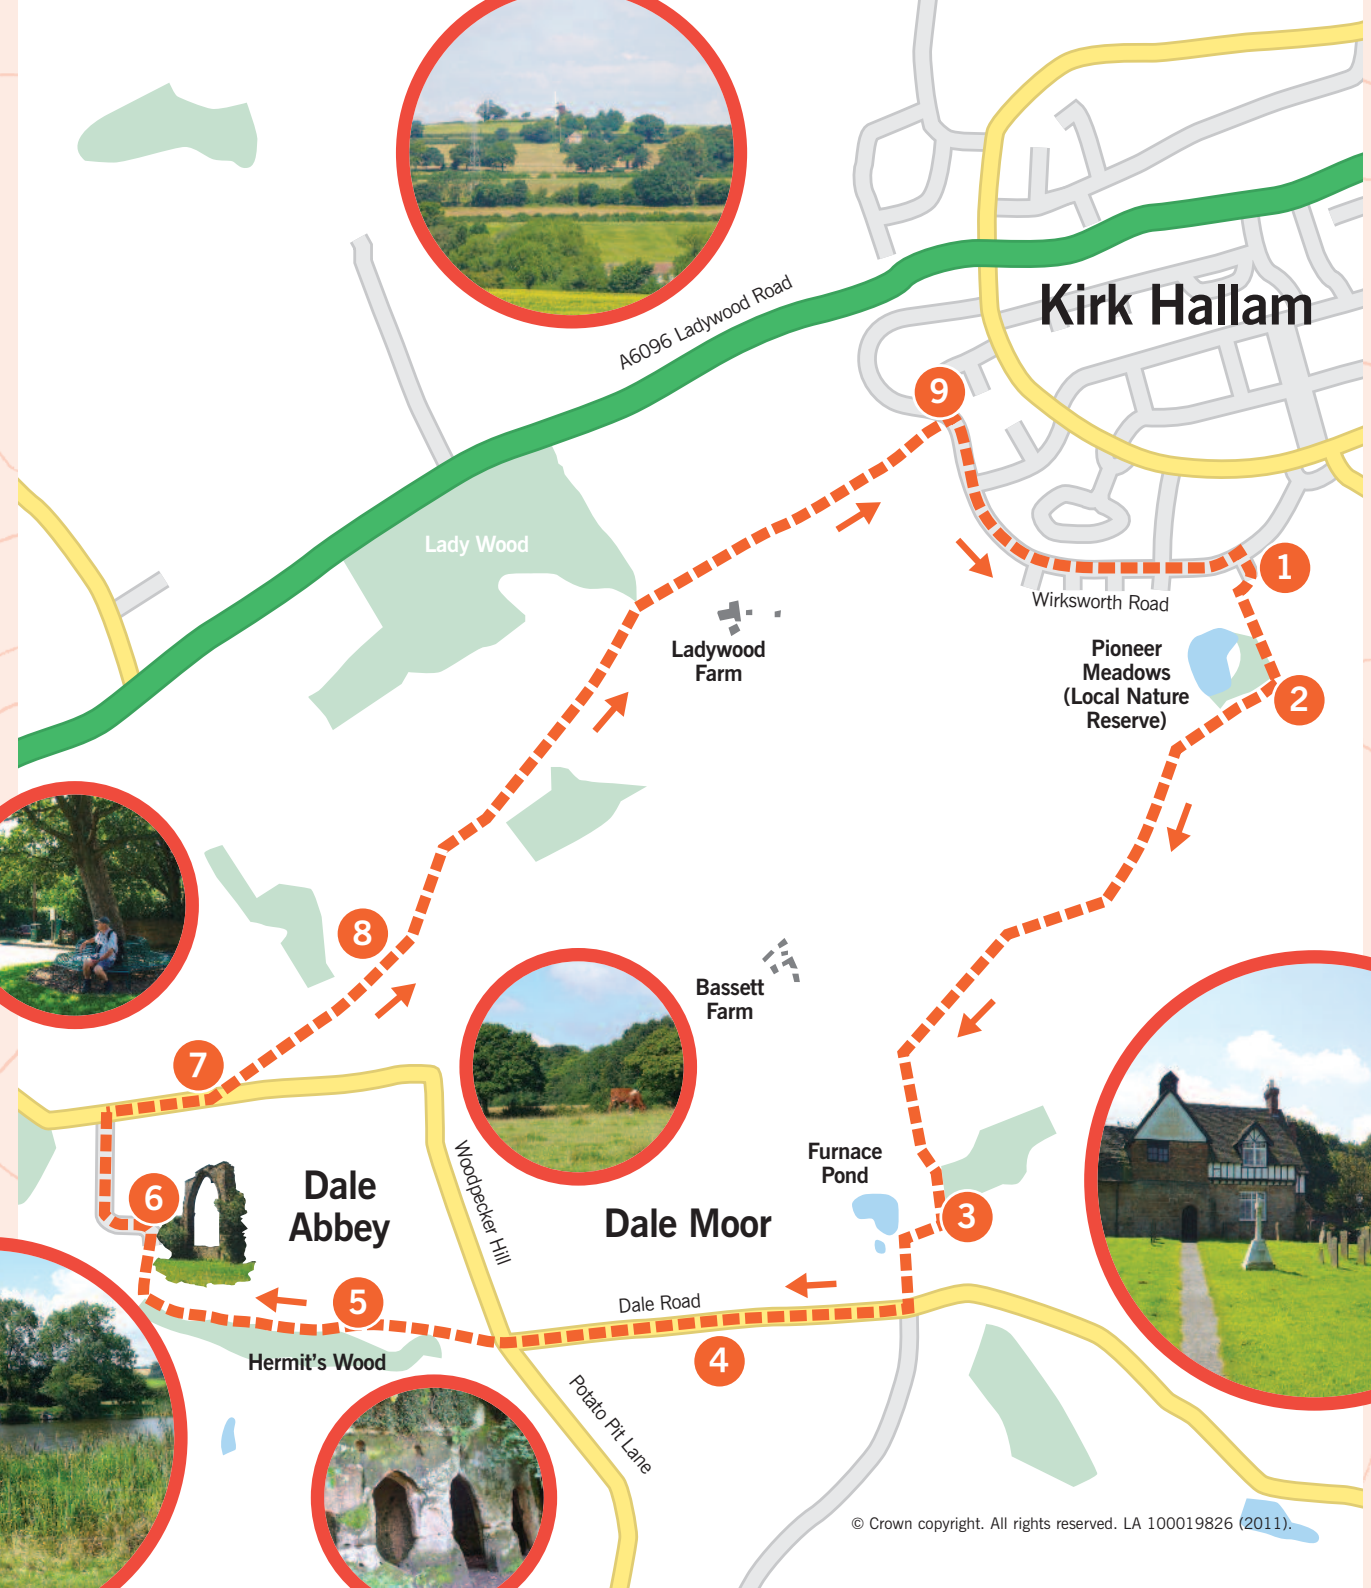 A6096 Ladywood Road
Kirk Hallam
9
Lady Wood
1
Wirksworth Road
Ladywood
Farm
Pioneer
Meadows
(Local Nature
Reserve)
2
8
Bassett
Farm
7
Woodpecker Hill
Furnace
Pond
6
Dale
Abbey
Dale Moor
3
5
Dale Road
Hermit's Wood
4
Potato Pit Lane
© Crown copyright. All rights reserved. LA 100019826 (2011).